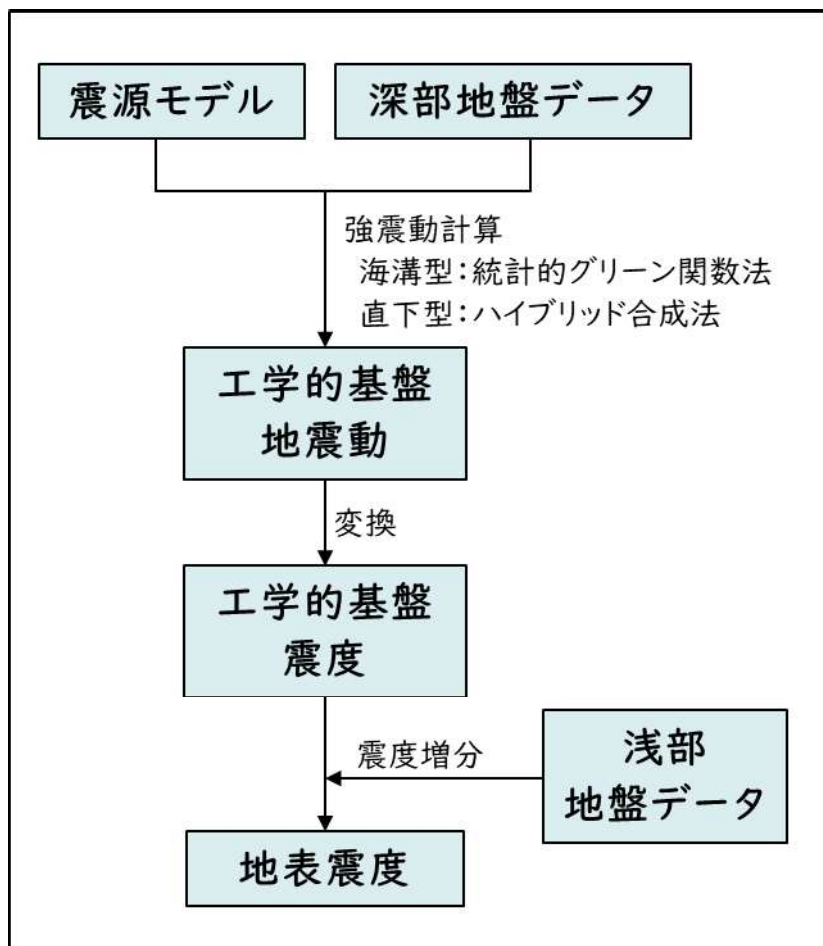 震源モデル
深部地盤データ
強震動計算
海溝型：統計的グリーン関数法
直下型：ハイブリッド合成法
工学的基盤
地震動
変換
工学的基盤
震度
震度増分
浅部
地盤データ
地表震度